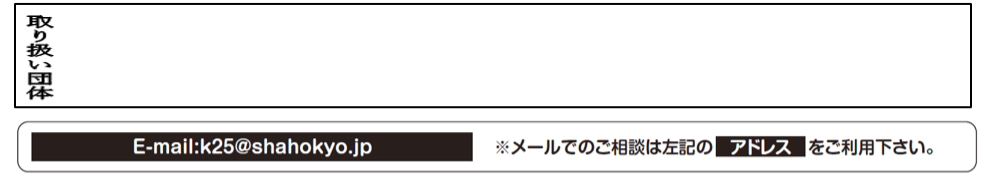 取り扱い団体
E-mail:k25@shahokyo.jp
※メールでのご相談は左記の アドレス をご利用下さい。